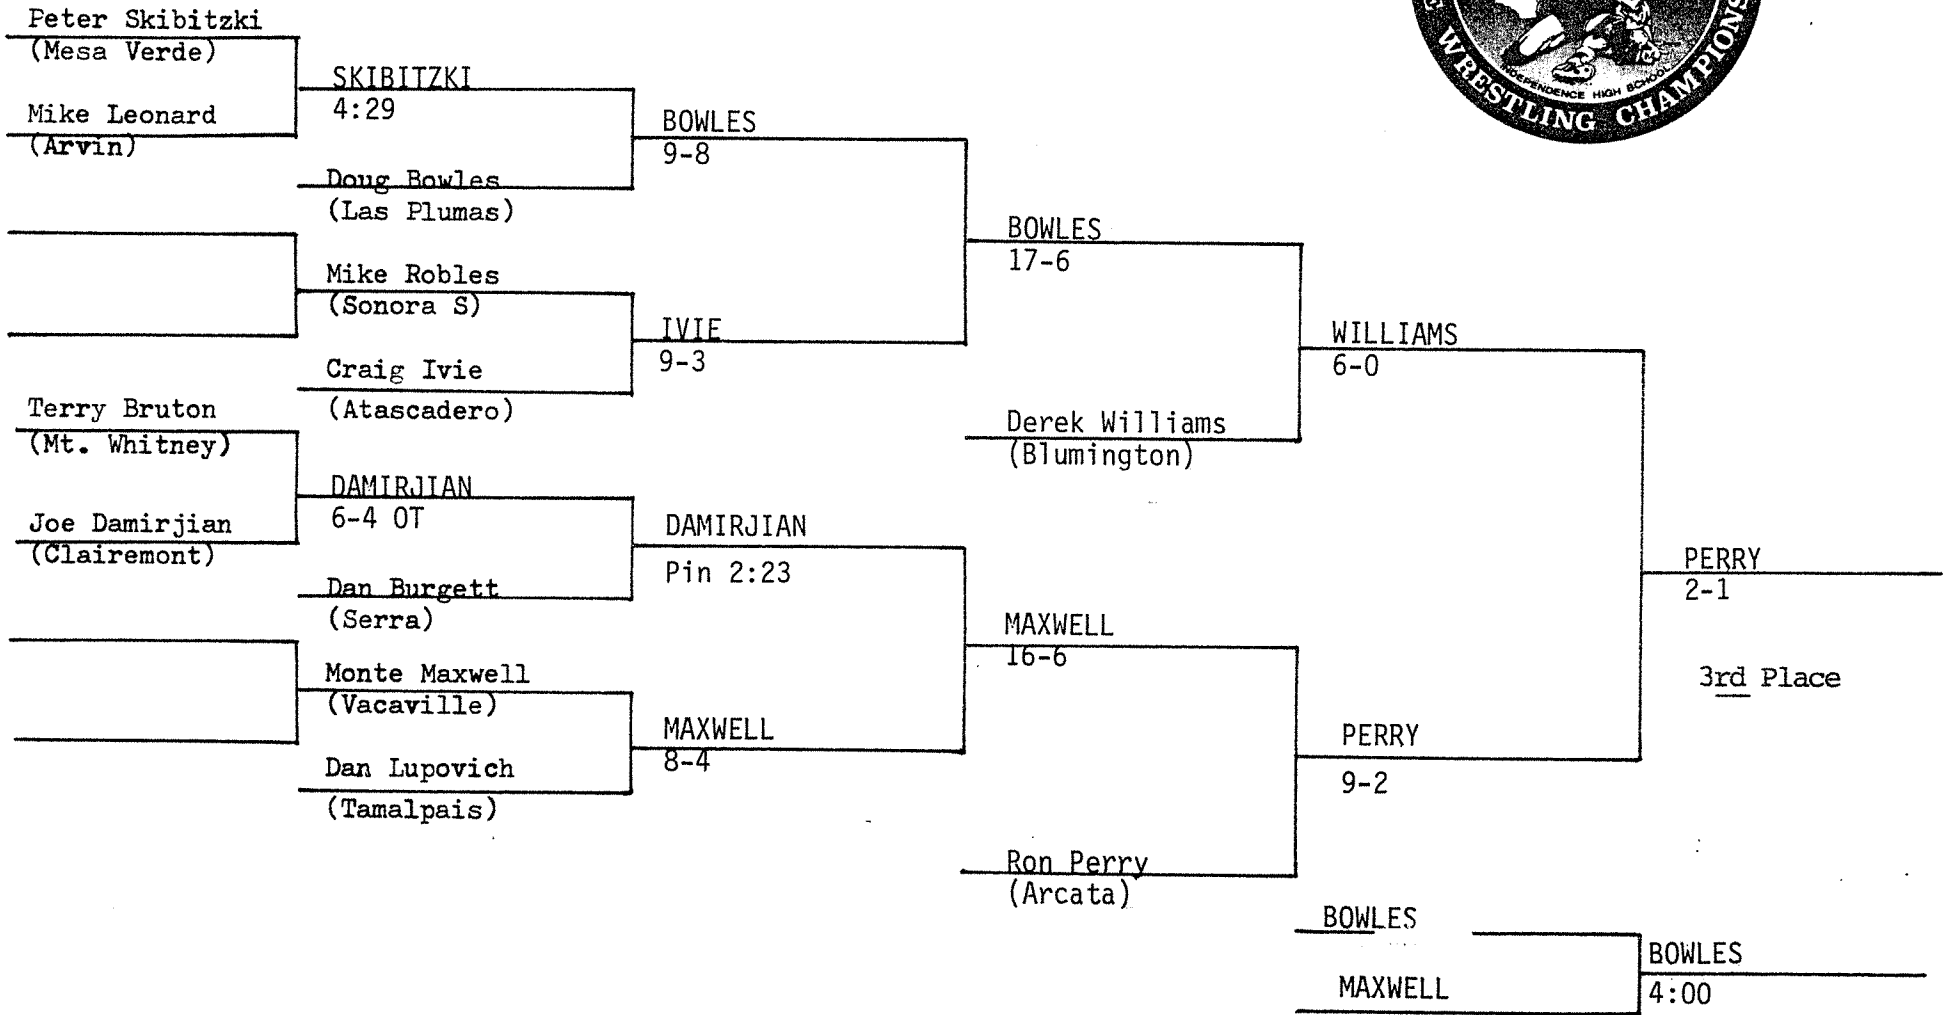 Peter Skibitzki
(Mesa Verde)
Mike Leonard
(Arvin)
SKIBITZKI
4:29
Doug Bowles
(Las Plumas)
BOWLES
9-8
Mike Robles
(Sonora S)
Craig Ivie
(Atascadero)
IVIE
9-3
BOWLES
17-6
Derek Williams
(Blumington)
WILLIAMS
6-0
Terry Bruton
(Mt. Whitney)
Joe Damirjian
(Clairemont)
DAMIRJIAN
6-4 OT
Dan Burgett
(Serra)
DAMIRJIAN
Pin 2:23
Monte Maxwell
(Vacaville)
Dan Lupovich
(Tamalpais)
MAXWELL
8-4
MAXWELL
16-6
Ron Perry
(Arcata)
PERRY
9-2
PERRY
2-1
3rd Place
BOWLES
MAXWELL
BOWLES
4:00
INDEPENDENCE HIGH SCHOOL
WRESTLING CHAMPIONS